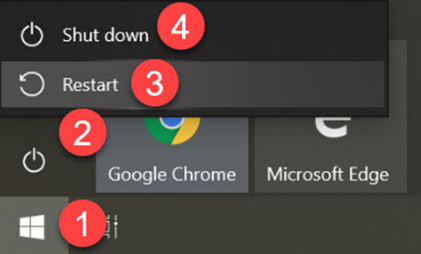 Shut down 4
Restart 3
2
Google Chrome Microsoft Edge
1